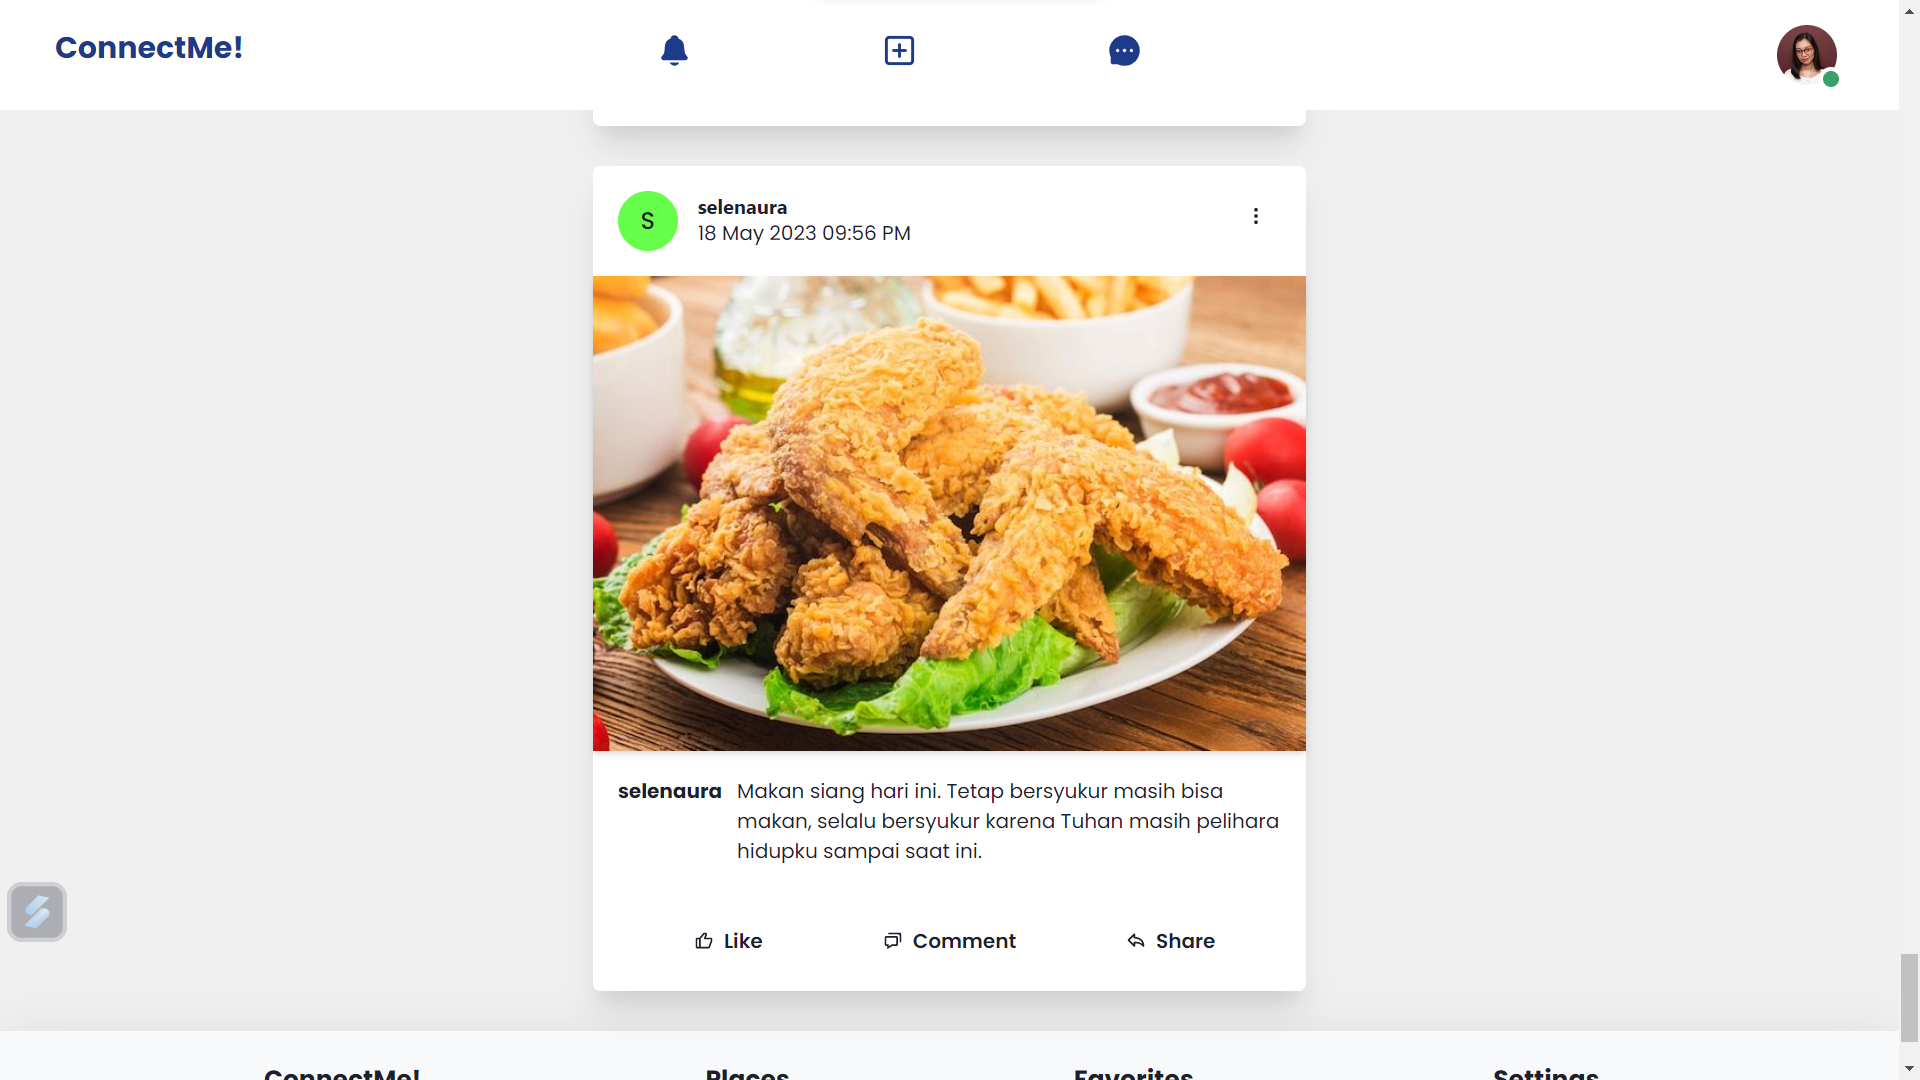 ConnectMe!
S
selenaura
18 May 2023 09:56 PM
selenaura Makan siang hari ini. Tetap bersyukur masih bisa
makan, selalu bersyukur karena Tuhan masih pelihara
hidupku sampai saat ini.
Like Comment Share
ConnectMe! Places Favorites Settings